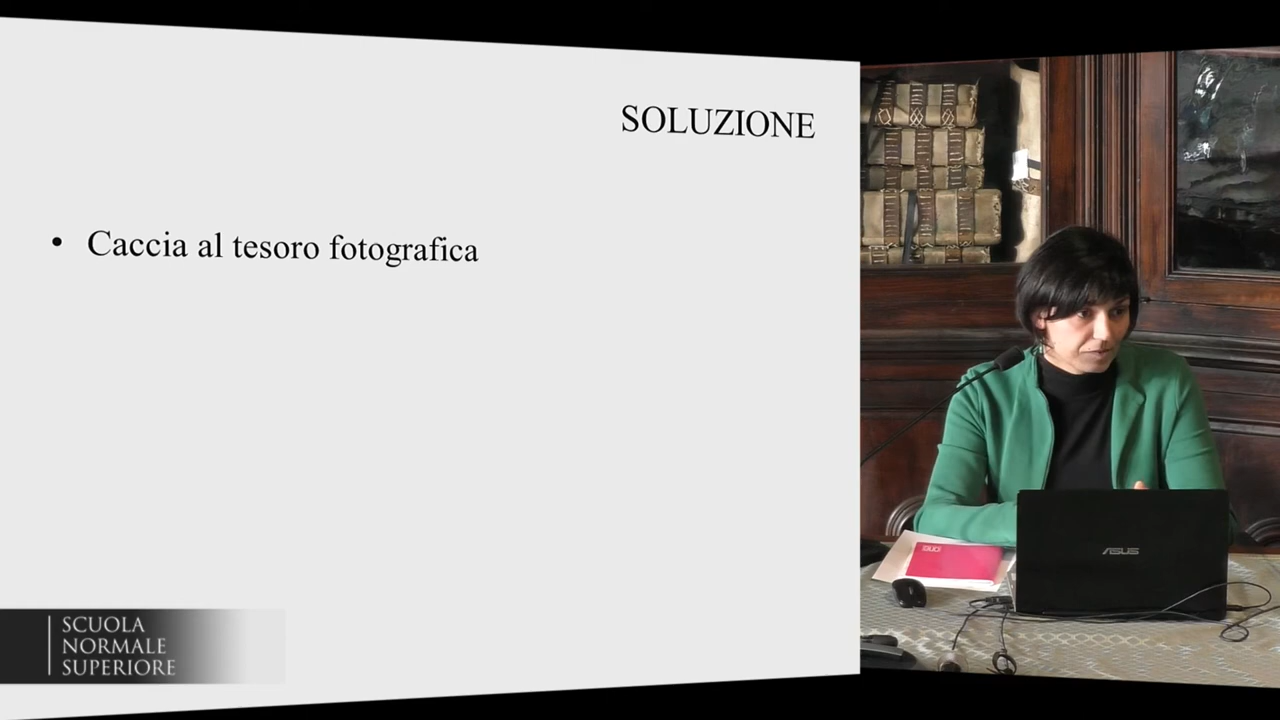 SOLUZIONE
• Caccia al tesoro fotografica
SCUOLA
NORMALE
SUPERIORE
ASUS